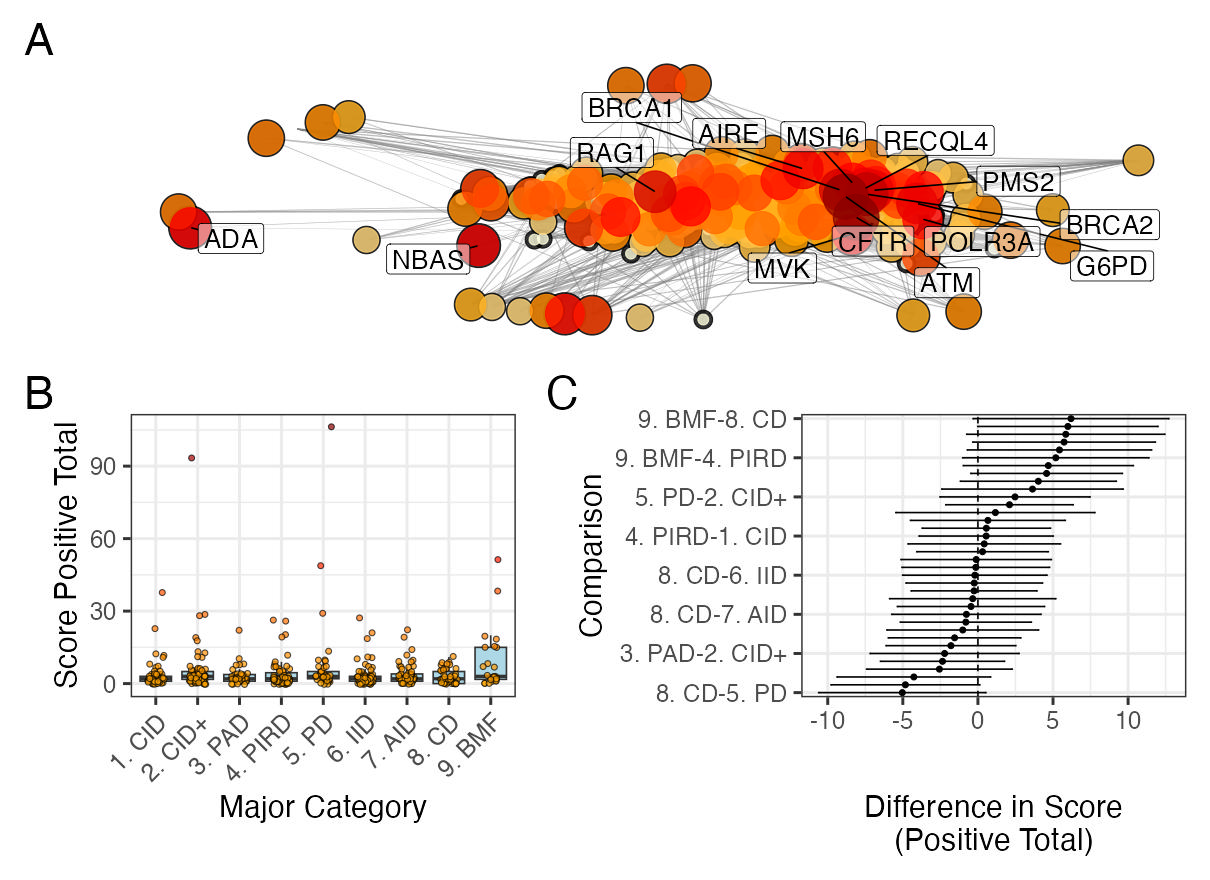 A
BRCA1
AIRE
MSH6
RECQL4
RAG1
PMS2
BRCA2
ADA
NBAS
CFTR
POLR3A
MVK
G6PD
ATM
B
Score Positive Total
90
60
30
0
1. CID
2. CID+
3. PAD
4. PIRD
5. PD
6. IID
7. AID
8. CD
9. BMF
Major Category
C
Comparison
9. BMF-8. CD
9. BMF-4. PIRD
5. PD-2. CID+
4. PIRD-1. CID
8. CD-6. IID
8. CD-7. AID
3. PAD-2. CID+
8. CD-5. PD
-10
-5
0
5
10
Difference in Score
(Positive Total)